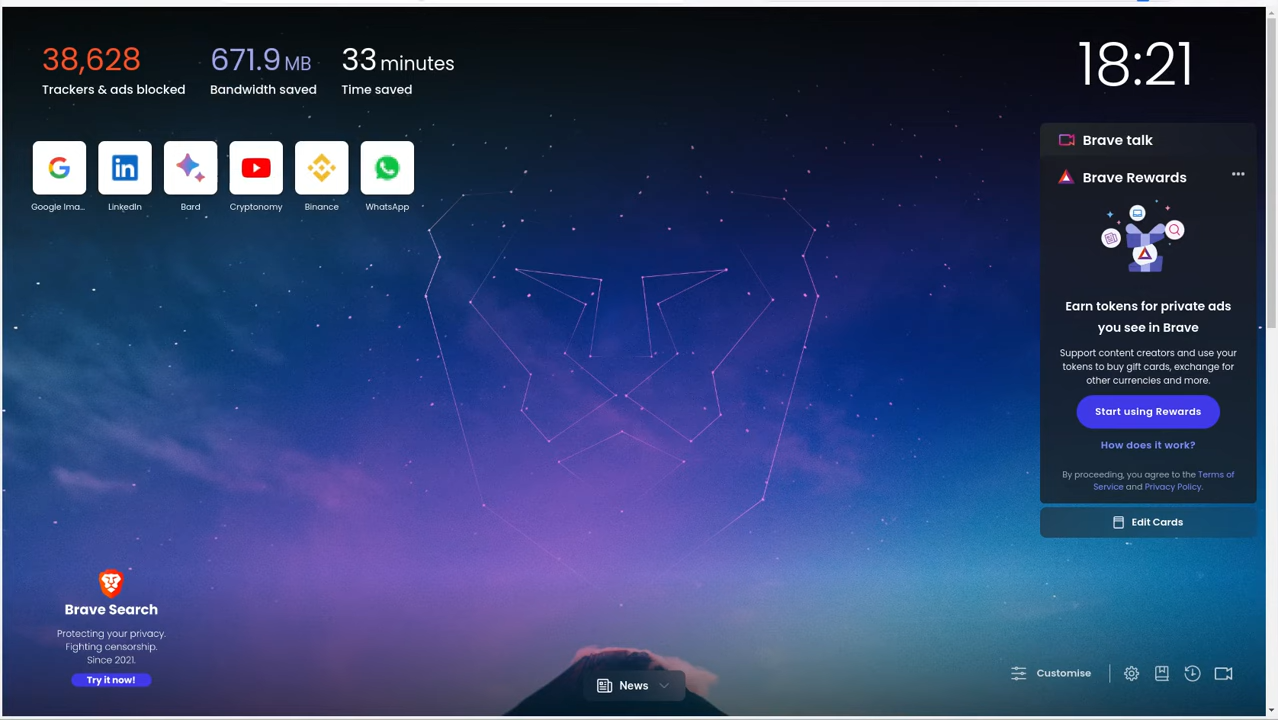 38,628
Trackers & ads blocked
671.9 MB
Bandwidth saved
33 minutes
Time saved
18:21
Google Ima...
LinkedIn
Bard
Cryptonomy
Binance
WhatsApp
Brave talk
Brave Rewards
Earn tokens for private ads
you see in Brave
Support content creators and use your
tokens to buy gift cards, exchange for
other currencies and more.
Start using Rewards
How does it work?
By proceeding, you agree to the Terms of
Service and Privacy Policy.
Edit Cards
Brave Search
Protecting your privacy.
Fighting censorship.
Since 2021.
Try it now!
News
Customise